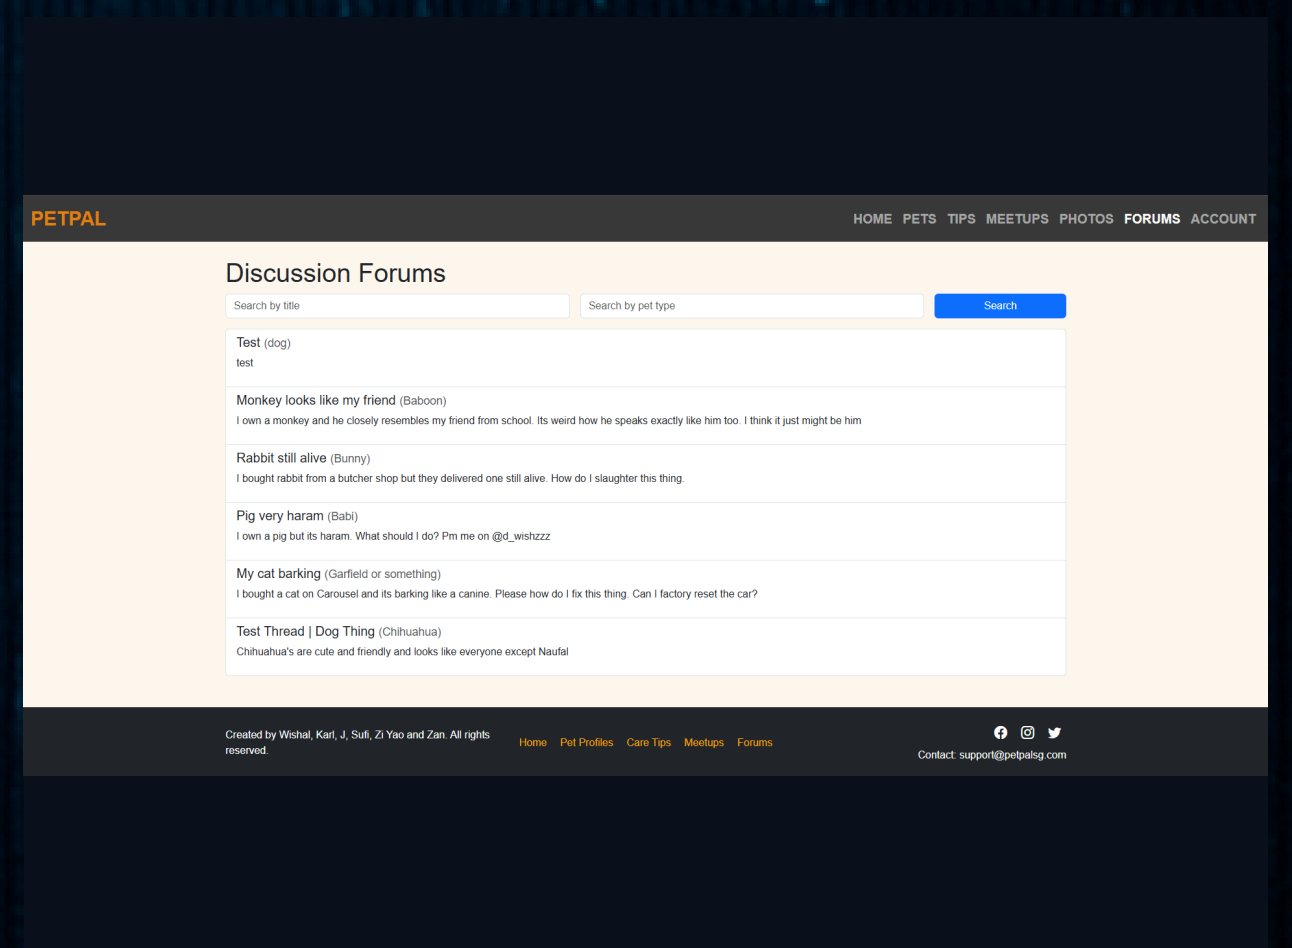 PETPAL
HOME PETS TIPS MEETUPS PHOTOS FORUMS ACCOUNT
Discussion Forums
Search by title
Search by pet type
Search
Test (dog)
test
Monkey looks like my friend (Baboon)
I own a monkey and he closely resembles my friend from school. Its weird how he speaks exactly like him too. I think it just might be him
Rabbit still alive (Bunny)
I bought rabbit from a butcher shop but they delivered one still alive. How do I slaughter this thing.
Pig very haram (Babi)
I own a pig but its haram. What should I do? Pm me on @d_wishzzz
My cat barking (Garfield or something)
I bought a cat on Carousel and its barking like a canine. Please how do I fix this thing. Can I factory reset the car?
Test Thread | Dog Thing (Chihuahua)
Chihuahua's are cute and friendly and looks like everyone except Naufal
Created by Wishal, Karl, J, Sufi, Zi Yao and Zan. All rights
reserved.
Home Pet Profiles Care Tips Meetups Forums
Contact: support@petpalsg.com